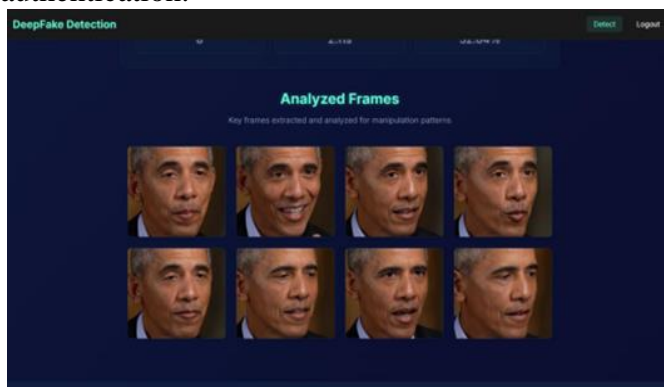 DeepFake Detection
Detect
Logout
Analyzed Frames
Key frames extracted and analyzed for manipulation patterns